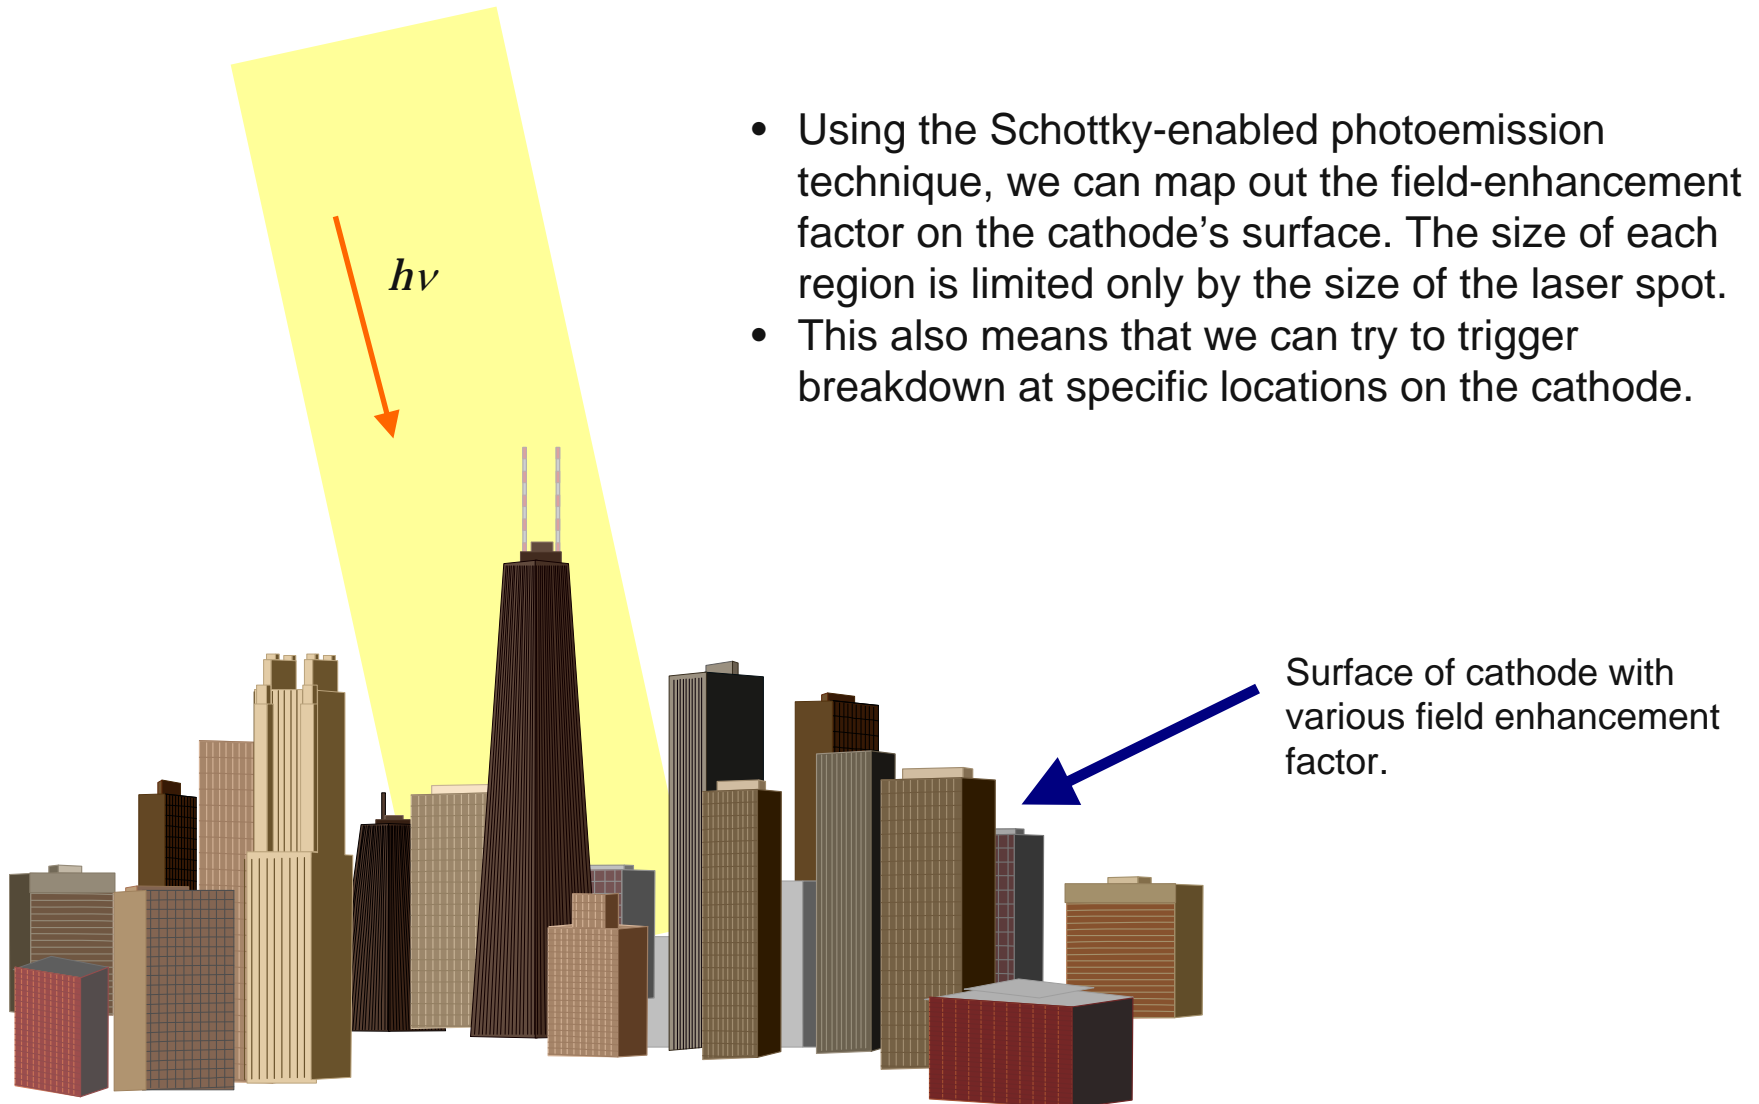 • Using the Schottky-enabled photoemission
technique, we can map out the field-enhancement
factor on the cathode’s surface. The size of each
region is limited only by the size of the laser spot.
• This also means that we can try to trigger
breakdown at specific locations on the cathode.
hν
Surface of cathode with
various field enhancement
factor.